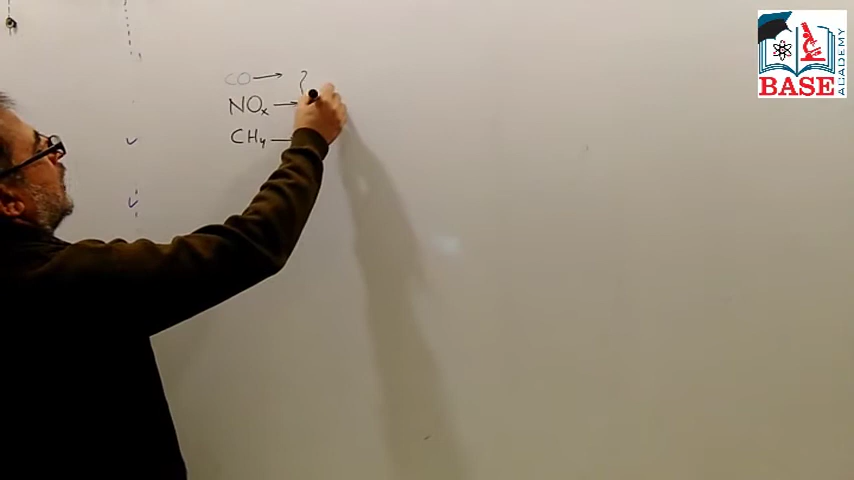 CO → ?
NOₓ →
CH₄ —
BASE
ACADEMY